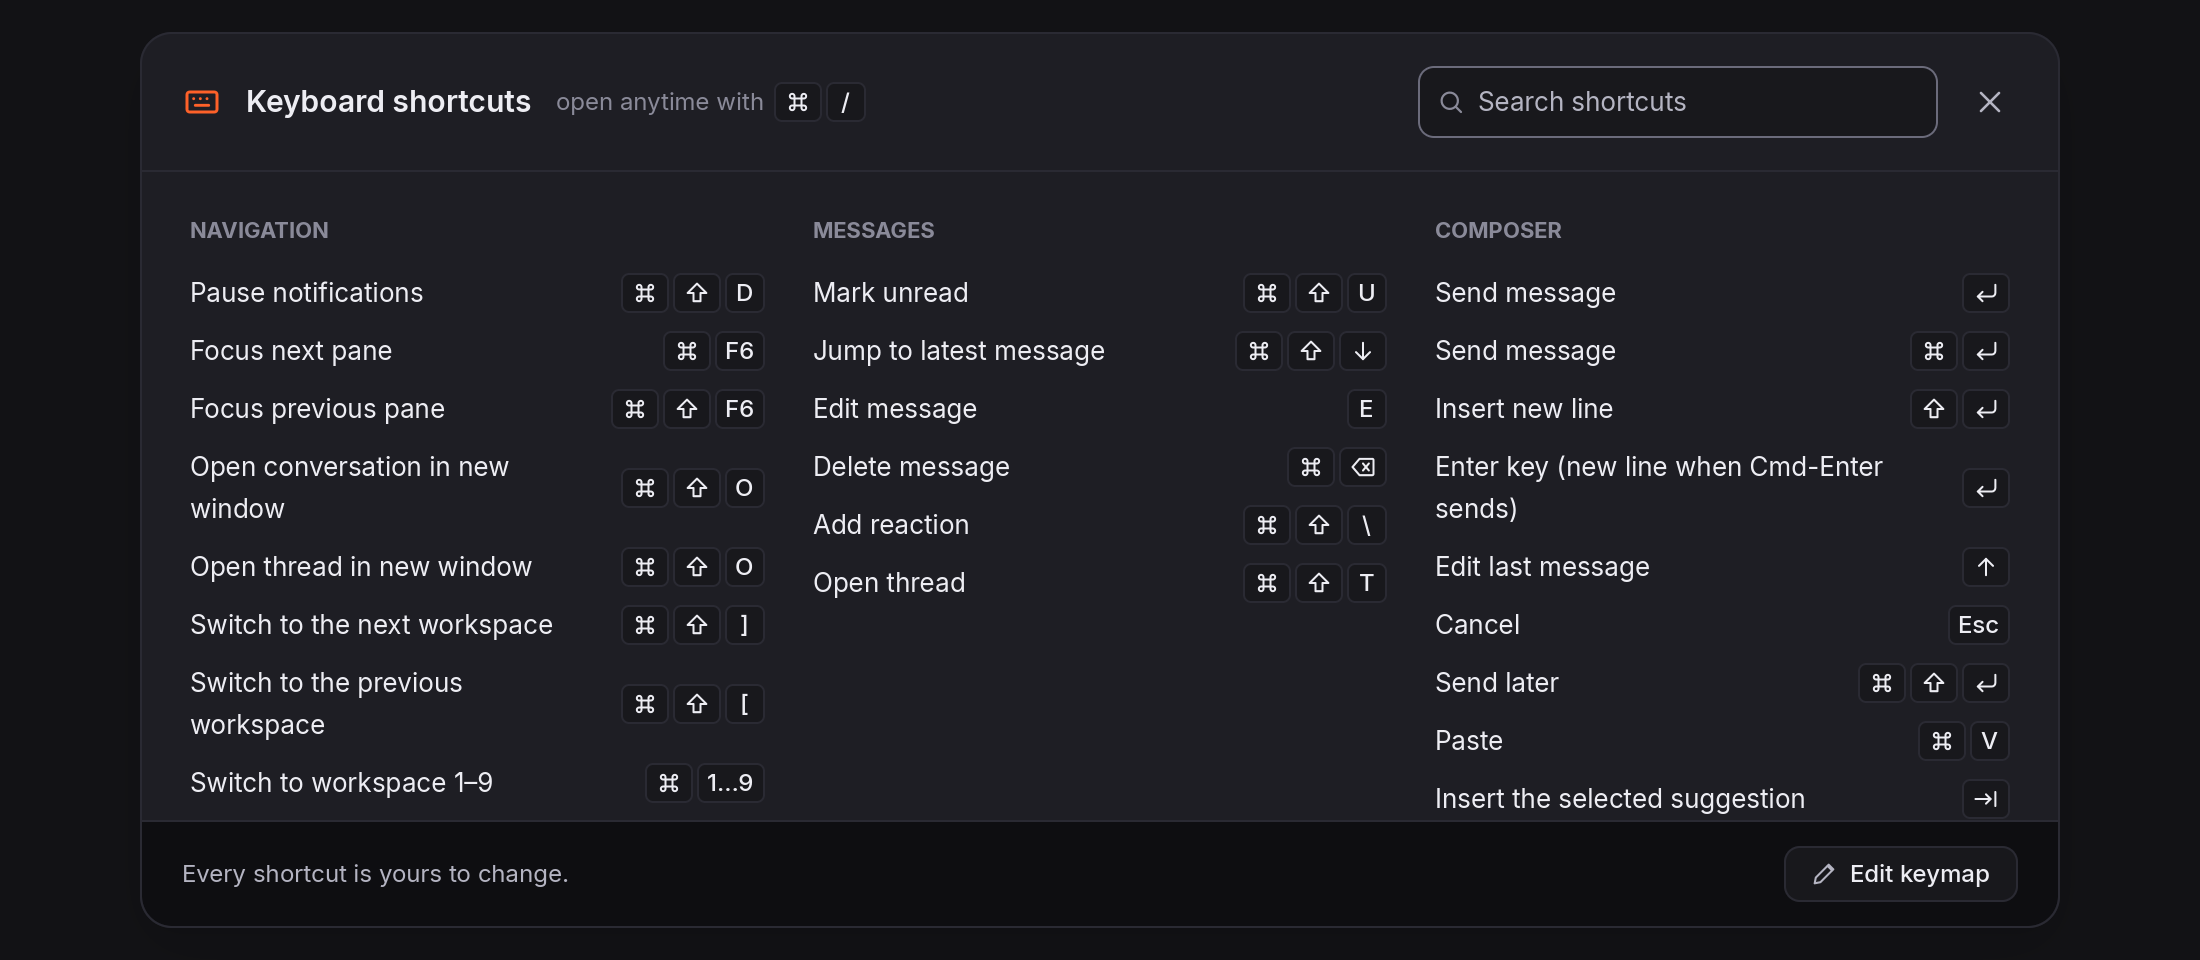 Keyboard shortcuts open anytime with ⌘ /
Search shortcuts
NAVIGATION
Pause notifications ⌘ ⇧ D
Focus next pane ⌘ F6
Focus previous pane ⌘ ⇧ F6
Open conversation in new
window ⌘ ⇧ O
Open thread in new window ⌘ ⇧ O
Switch to the next workspace ⌘ ⇧ ]
Switch to the previous
workspace ⌘ ⇧ [
Switch to workspace 1–9 ⌘ 1...9
MESSAGES
Mark unread ⌘ ⇧ U
Jump to latest message ⌘ ⇧ ↓
Edit message E
Delete message ⌘ ⌫
Add reaction ⌘ ⇧ \
Open thread ⌘ ⇧ T
COMPOSER
Send message ↵
Send message ⌘ ↵
Insert new line ⇧ ↵
Enter key (new line when Cmd-Enter
sends) ↵
Edit last message ↑
Cancel Esc
Send later ⌘ ⇧ ↵
Paste ⌘ V
Insert the selected suggestion ⇥
Every shortcut is yours to change.
Edit keymap